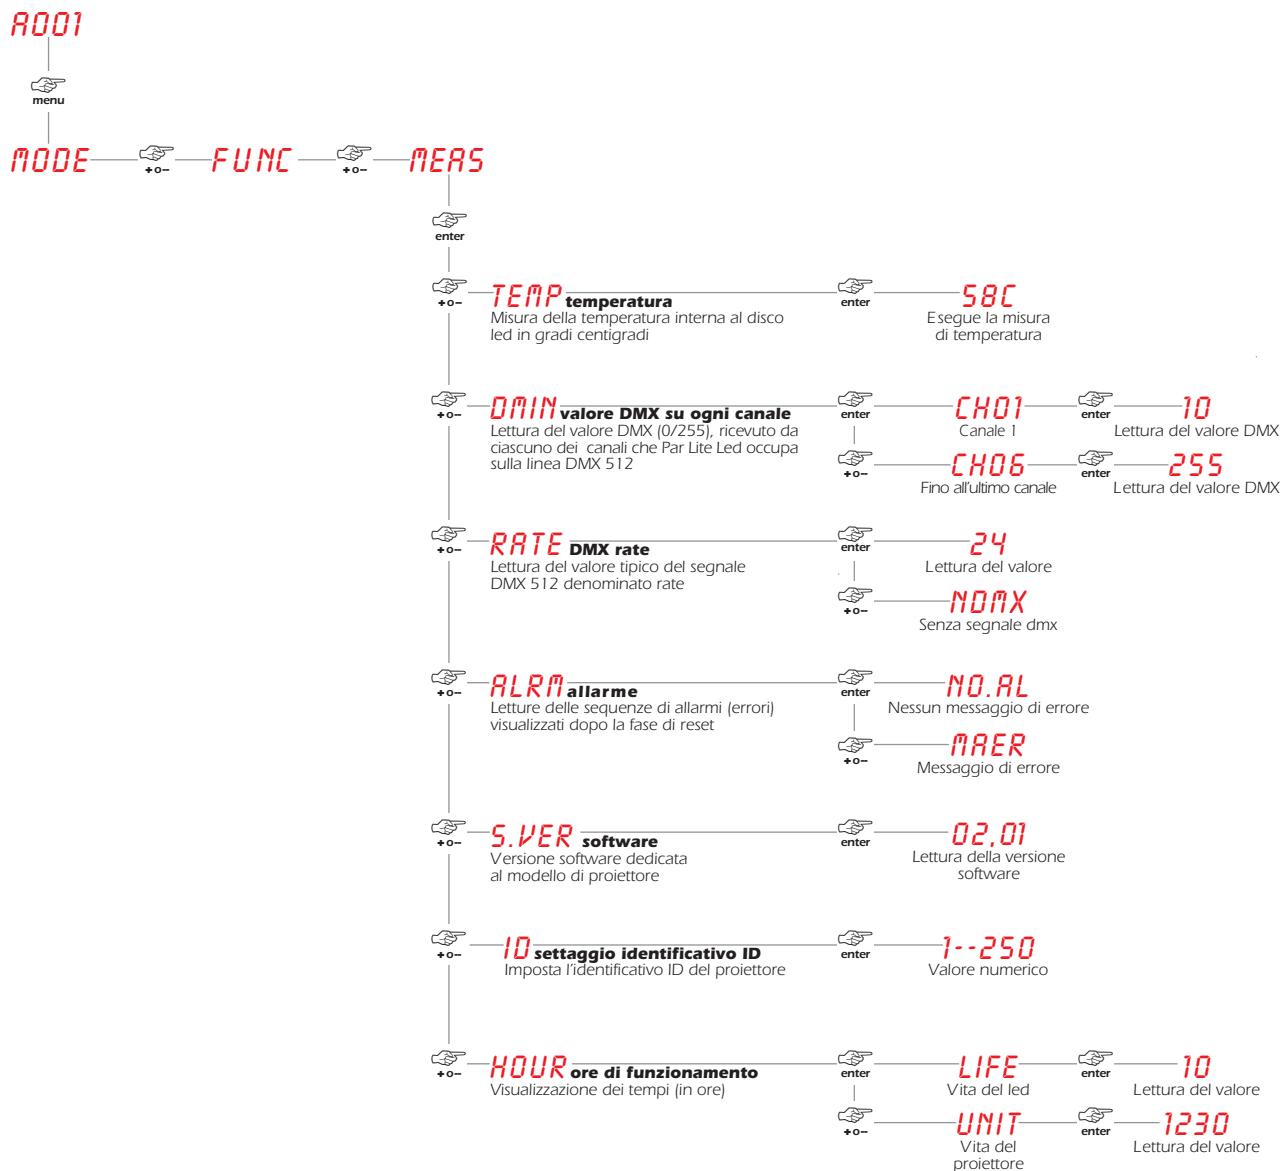 A001
menu
MODE +o- FUNC +o- MEAS
enter
+o- TEMP temperatura enter 58C
Misura della temperatura interna al disco
led in gradi centigradi
Esegue la misura
di temperatura
+o- DMIN valore DMX su ogni canale enter CH01 enter 10
Lettura del valore DMX (0/255), ricevuto da
ciascuno dei canali che Par Lite Led occupa
sulla linea DMX 512
Canale 1
Lettura del valore DMX
+o- CH06 enter 255
Fino all'ultimo canale
Lettura del valore DMX
+o- RATE DMX rate enter 24
Lettura del valore tipico del segnale
DMX 512 denominato rate
Lettura del valore
+o- NDMX
Senza segnale dmx
+o- ALRM allarme enter NO.AL
Letture delle sequenze di allarmi (errori)
visualizzati dopo la fase di reset
Nessun messaggio di errore
+o- MAER
Messaggio di errore
+o- S.VER software enter 02,01
Versione software dedicata
al modello di proiettore
Lettura della versione
software
+o- ID settaggio identificativo ID enter 1--250
Imposta l'identificativo ID del proiettore
Valore numerico
+o- HOUR ore di funzionamento enter LIFE enter 10
Visualizzazione dei tempi (in ore)
Vita del led
Lettura del valore
+o- UNIT enter 1230
Vita del
proiettore
Lettura del valore